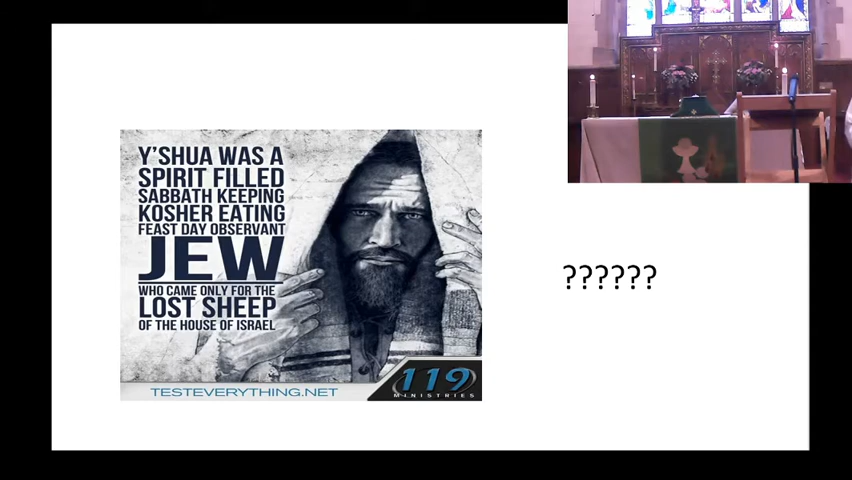 Y'SHUA WAS A
SPIRIT FILLED
SABBATH KEEPING
KOSHER EATING
FEAST DAY OBSERVANT
JEW
WHO CAME ONLY FOR THE
LOST SHEEP
OF THE HOUSE OF ISRAEL
TESTEVERYTHING.NET
119
MINISTRIES
??????